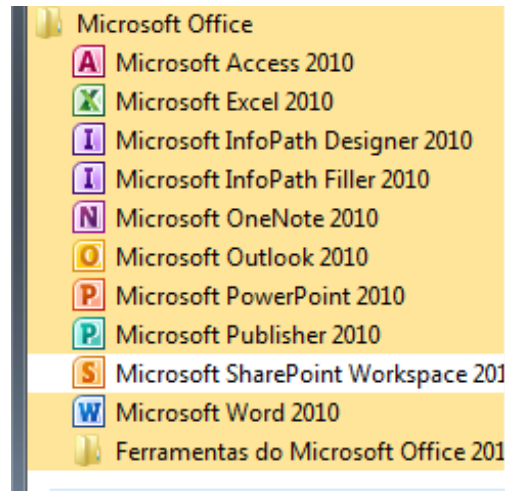 Microsoft Office
Microsoft Access 2010
Microsoft Excel 2010
Microsoft InfoPath Designer 2010
Microsoft InfoPath Filler 2010
Microsoft OneNote 2010
Microsoft Outlook 2010
Microsoft PowerPoint 2010
Microsoft Publisher 2010
Microsoft SharePoint Workspace 201
Microsoft Word 2010
Ferramentas do Microsoft Office 201